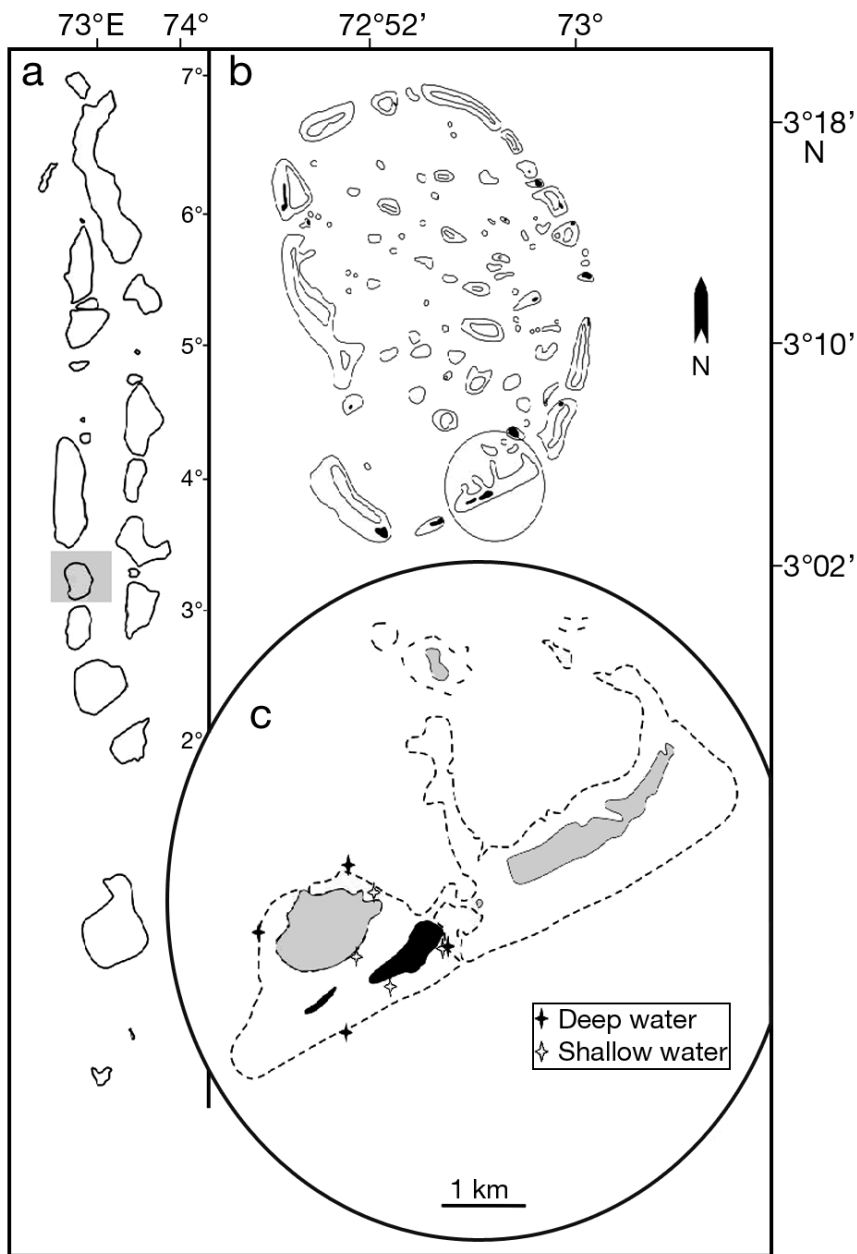 73°E 74° 72°52’ 73°
a
b
7°
3°18’
N
6°
5°
3°10’
N
4°
3°02’
3°
c
2°
Deep water
Shallow water
1 km